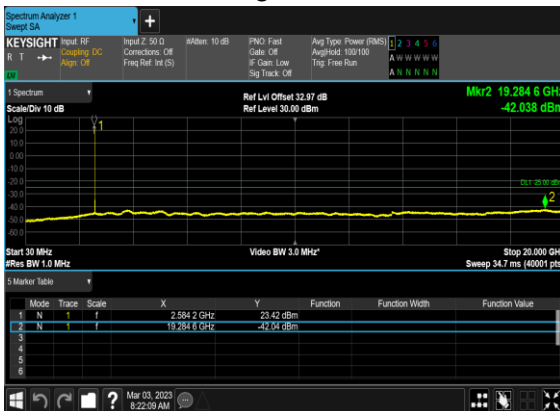 Spectrum Analyzer 1
Swept SA
+
KEYSIGHT Input: RF Input Z: 50 Ω #Atten: 10 dB PNO: Fast Avg Type: Power (RMS) 1 2 3 4 5 6
R T Coupling: DC Corrections: Off Gate: Off Avg|Hold: 100/100 A W W W W W
Align: Off Freq Ref: Int (S) IF Gain: Low Trig: Free Run
Sig Track: Off A N N N N N
LV
1 Spectrum Ref Lvl Offset 32.97 dB Mkr2 19.284 6 GHz
Scale/Div 10 dB Ref Level 30.00 dBm -42.038 dBm
Log
20.0
10.0
0.00
-10.0
-20.0
-30.0
-40.0
-50.0
-60.0
1
DL1 -25.00 dBm
2
Start 30 MHz Video BW 3.0 MHz* Stop 20.000 GHz
#Res BW 1.0 MHz Sweep 34.7 ms (40001 pts)
5 Marker Table
Mode Trace Scale X Y Function Function Width Function Value
1 N 1 f 2.584 2 GHz 23.42 dBm
2 N 1 f 19.284 6 GHz -42.04 dBm
3
4
5
6
? Mar 03, 2023
8:22:09 AM